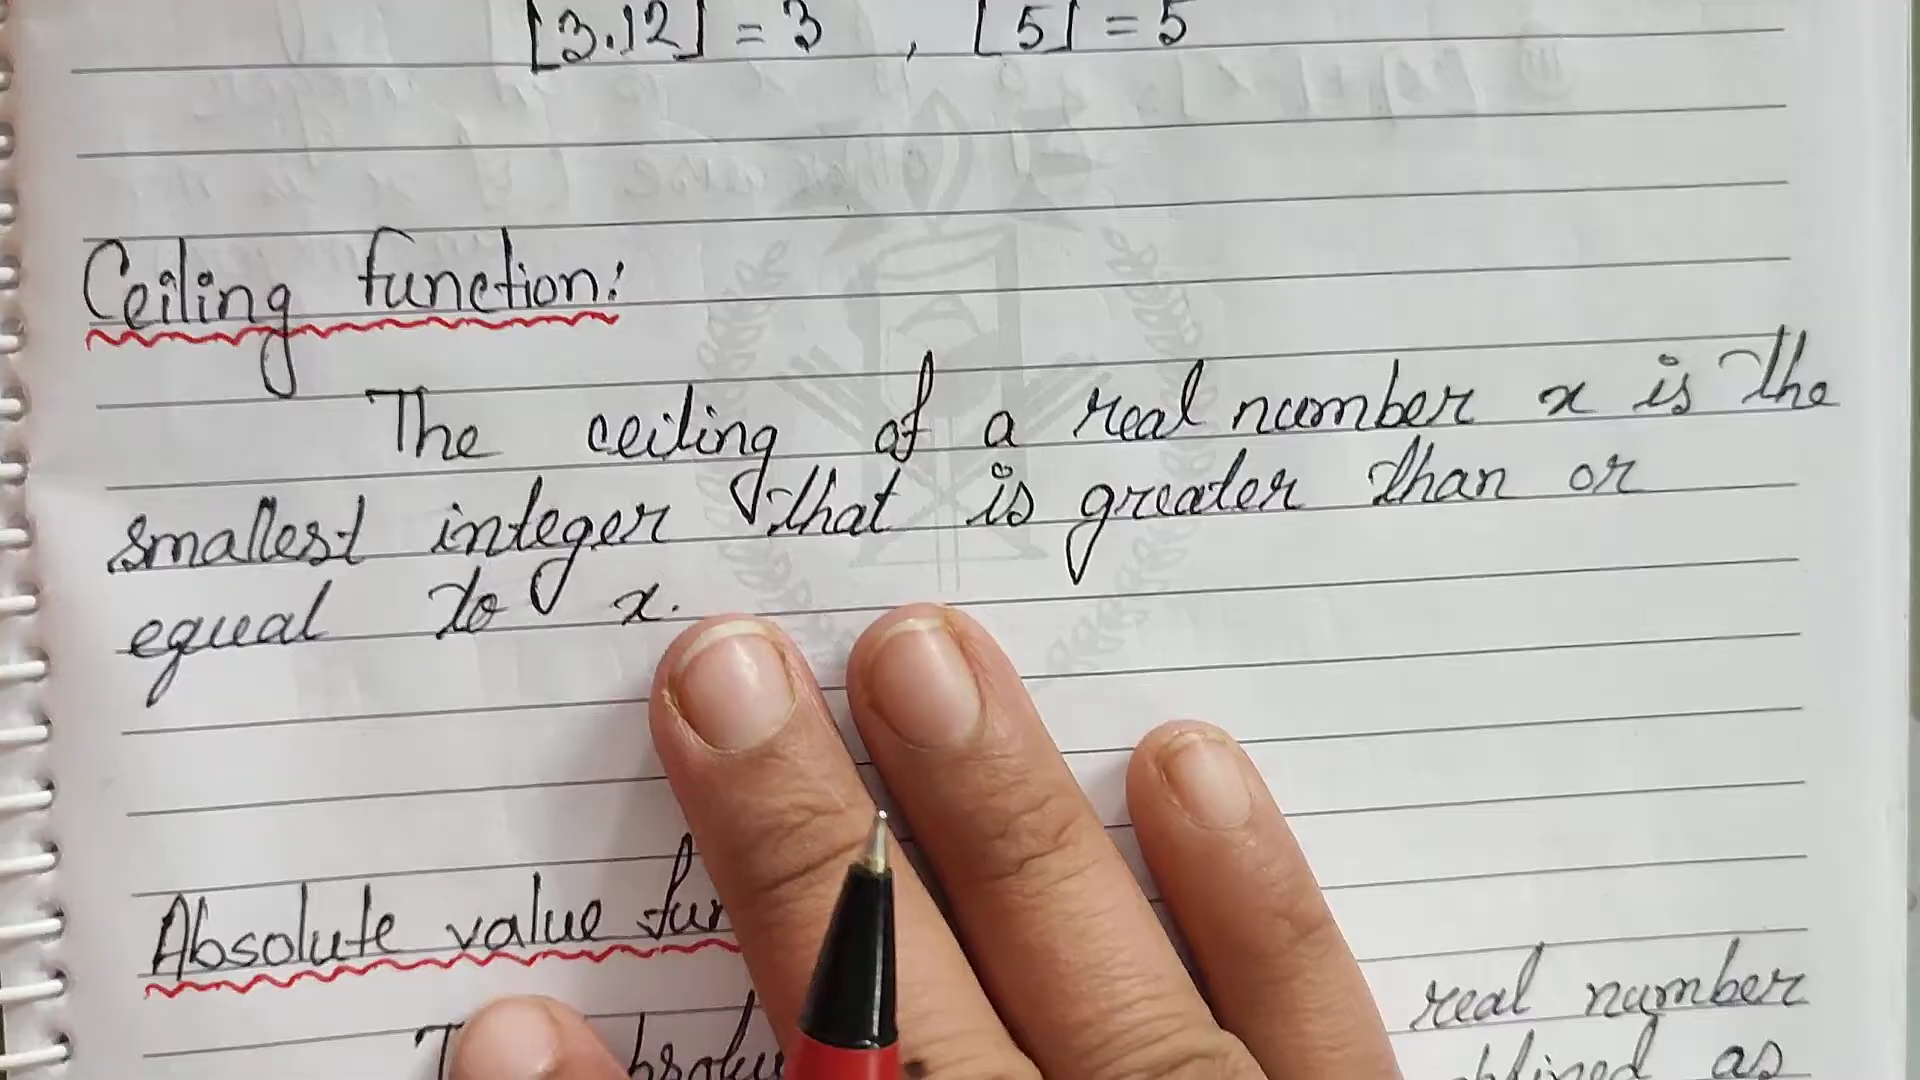 ⌊3.12⌋ = 3 , ⌊5⌋ = 5
Ceiling function:
The ceiling of a real number x is the
smallest integer that is greater than or
equal to x.
Absolute value
real number
as